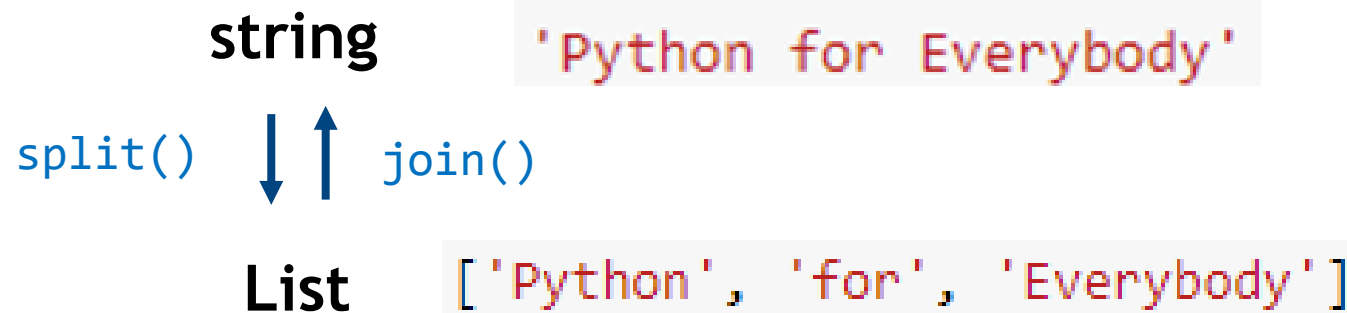 string 'Python for Everybody'
split() join()
List ['Python', 'for', 'Everybody']